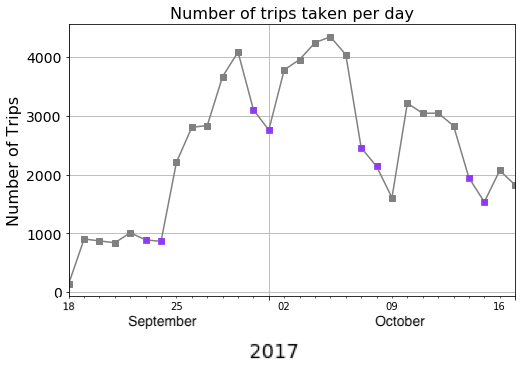 Number of trips taken per day
Number of Trips
4000
3000
2000
1000
0
18 25 02 09 16
September October
2017